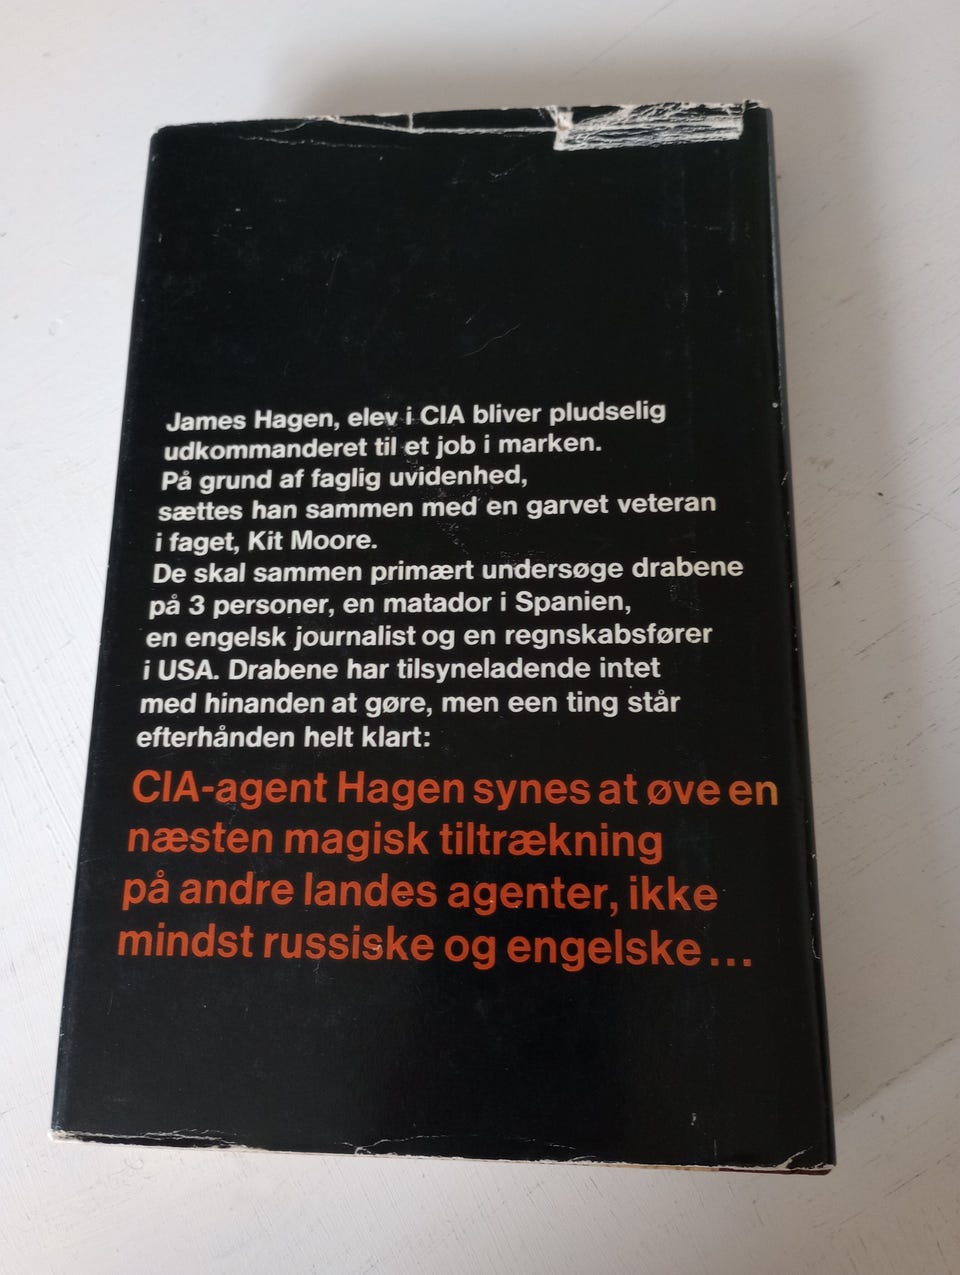 James Hagen, elev i CIA bliver pludselig
udkommanderet til et job i marken.
På grund af faglig uvidenhed,
sættes han sammen med en garvet veteran
i faget, Kit Moore.
De skal sammen primært undersøge drabene
på 3 personer, en matador i Spanien,
en engelsk journalist og en regnskabsfører
i USA. Drabene har tilsyneladende intet
med hinanden at gøre, men een ting står
efterhånden helt klart:
CIA-agent Hagen synes at øve en
næsten magisk tiltrækning
på andre landes agenter, ikke
mindst russiske og engelske...